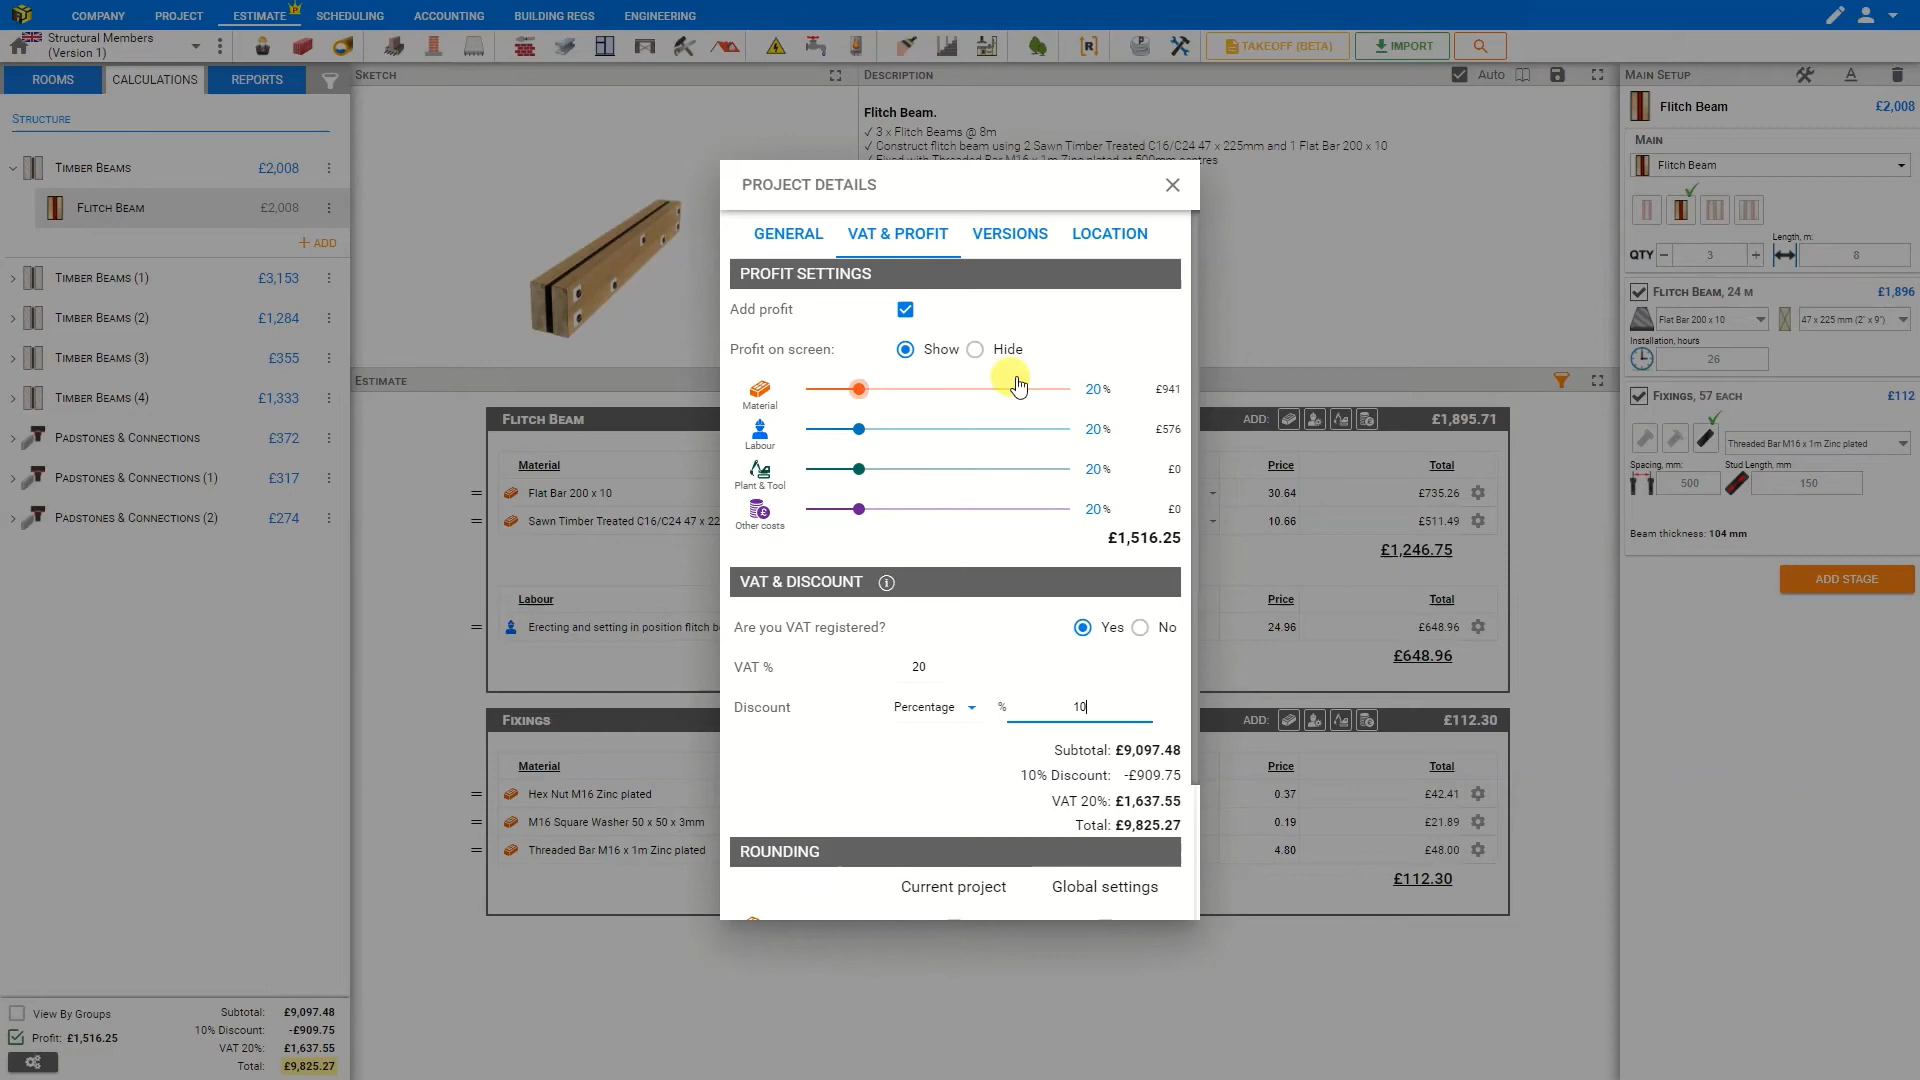 COMPANY PROJECT ESTIMATE SCHEDULING ACCOUNTING BUILDING REGS ENGINEERING
Structural Members
(Version 1)
TAKEOFF (BETA) IMPORT
ROOMS CALCULATIONS REPORTS
SKETCH
DESCRIPTION
Auto
MAIN SETUP
STRUCTURE
TIMBER BEAMS £2,008
FLITCH BEAM £2,008
+ ADD
TIMBER BEAMS (1) £3,153
TIMBER BEAMS (2) £1,284
TIMBER BEAMS (3) £355
TIMBER BEAMS (4) £1,333
PADSTONES & CONNECTIONS £372
PADSTONES & CONNECTIONS (1) £317
PADSTONES & CONNECTIONS (2) £274
View By Groups
Profit: £1,516.25
Subtotal: £9,097.48
10% Discount: -£909.75
VAT 20%: £1,637.55
Total: £9,825.27
Flitch Beam.
✓ 3 x Flitch Beams @ 8m
✓ Construct flitch beam using 2 Sawn Timber Treated C16/C24 47 x 225mm and 1 Flat Bar 200 x 10
✓ Fixed with Threaded Bar M16 x 1m Zinc plated at 500mm centres
PROJECT DETAILS
GENERAL VAT & PROFIT VERSIONS LOCATION
PROFIT SETTINGS
Add profit
Profit on screen: Show Hide
Material 20 % £941
Labour 20 % £576
Plant & Tool 20 % £0
Other costs 20 % £0
£1,516.25
VAT & DISCOUNT
Are you VAT registered? Yes No
VAT % 20
Discount Percentage % 10
Subtotal: £9,097.48
10% Discount: -£909.75
VAT 20%: £1,637.55
Total: £9,825.27
ROUNDING
Current project Global settings
ESTIMATE
FLITCH BEAM ADD: £1,895.71
Material Price Total
Flat Bar 200 x 10 30.64 £735.26
Sawn Timber Treated C16/C24 47 x 22 10.66 £511.49
£1,246.75
Labour Price Total
Erecting and setting in position flitch b 24.96 £648.96
£648.96
FIXINGS ADD: £112.30
Material Price Total
Hex Nut M16 Zinc plated 0.37 £42.41
M16 Square Washer 50 x 50 x 3mm 0.19 £21.89
Threaded Bar M16 x 1m Zinc plated 4.80 £48.00
£112.30
Flitch Beam £2,008
MAIN
Flitch Beam
Length, m:
QTY − 3 + 8
FLITCH BEAM, 24 M £1,896
Flat Bar 200 x 10 47 x 225 mm (2" x 9")
Installation, hours
26
FIXINGS, 57 EACH £112
Threaded Bar M16 x 1m Zinc plated
Spacing, mm: Stud Length, mm
500 150
Beam thickness: 104 mm
ADD STAGE